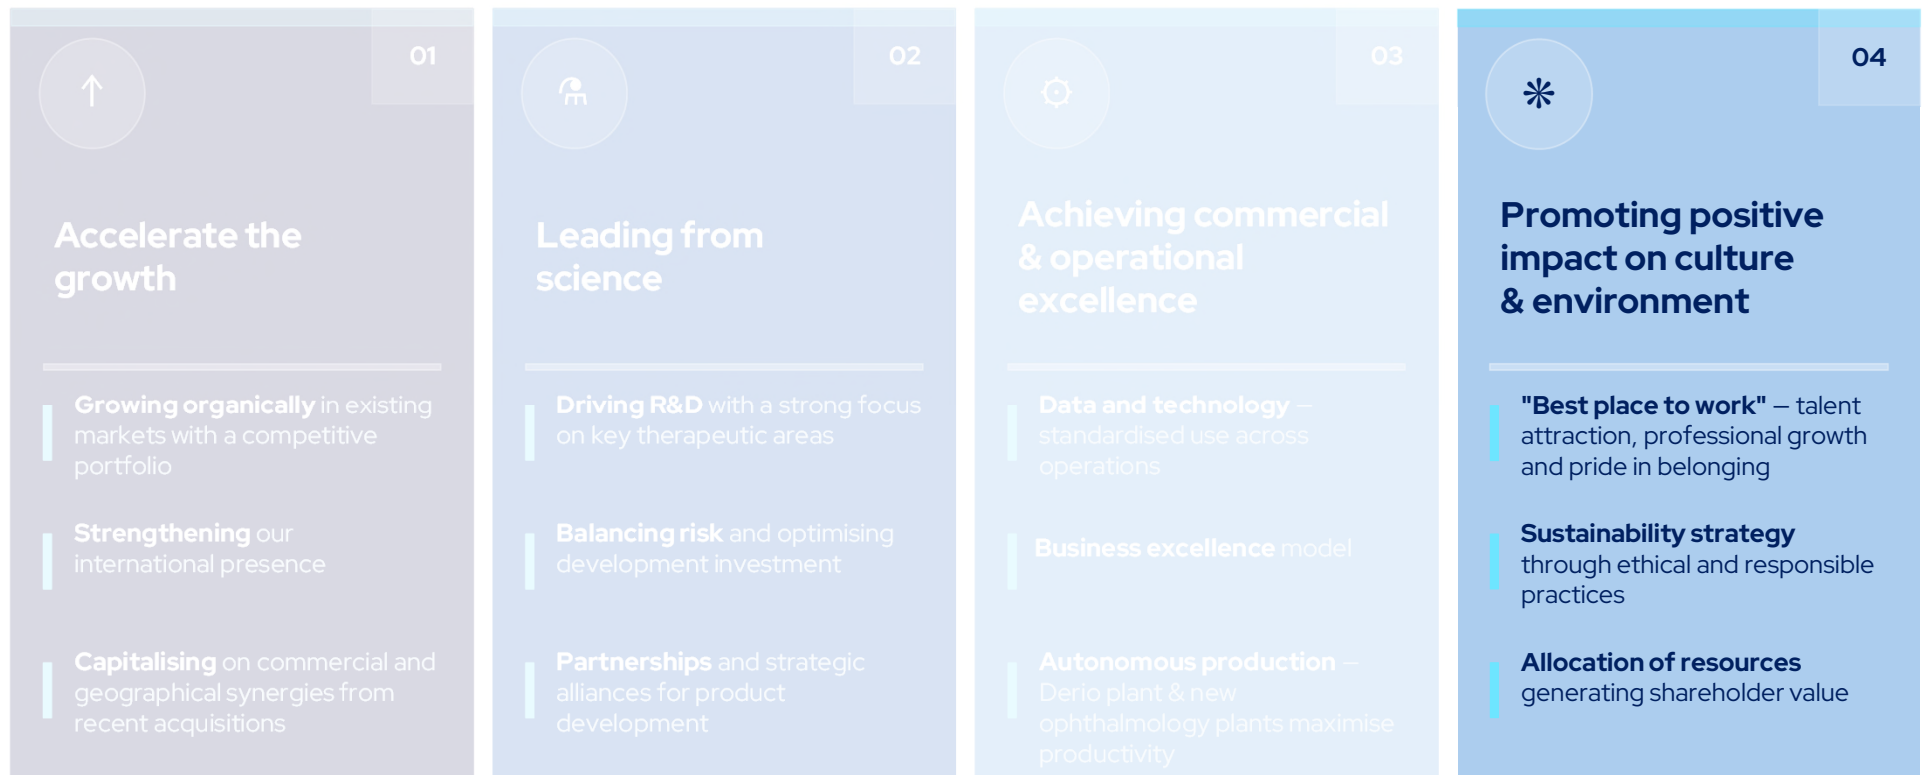 01
Accelerate the
growth
Growing organically in existing
markets with a competitive
portfolio
Strengthening our
international presence
Capitalising on commercial and
geographical synergies from
recent acquisitions
02
Leading from
science
Driving R&D with a strong focus
on key therapeutic areas
Balancing risk and optimising
development investment
Partnerships and strategic
alliances for product
development
03
Achieving commercial
& operational
excellence
Data and technology —
standardised use across
operations
Business excellence model
Autonomous production —
Derio plant & new
ophthalmology plants maximise
productivity
04
Promoting positive
impact on culture
& environment
"Best place to work" — talent
attraction, professional growth
and pride in belonging
Sustainability strategy
through ethical and responsible
practices
Allocation of resources
generating shareholder value